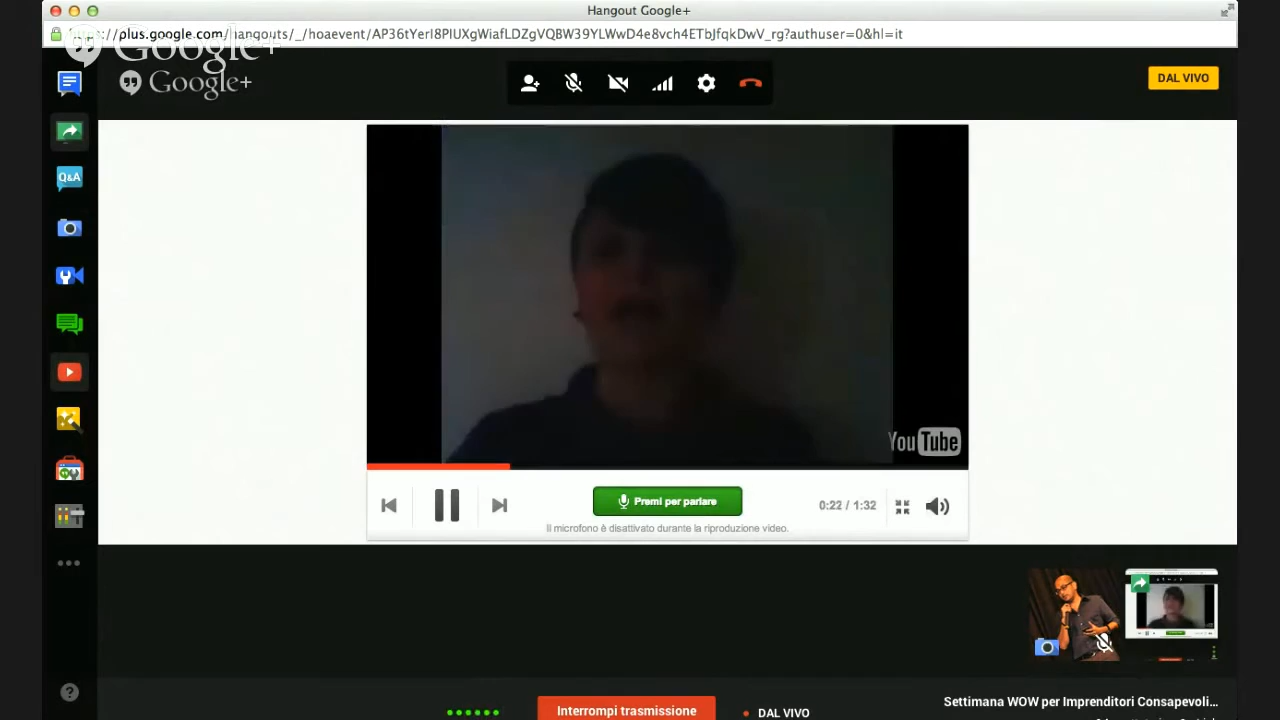 Hangout Google+
https://plus.google.com/hangouts/_/hoaevent/AP36tYerI8PIUXgWiafLDZgVQBW39YLWwD4e8vch4ETbJfqkDwV_rg?authuser=0&hl=it
Google+
Google+
DAL VIVO
Q&A
YouTube
Premi per parlare
0:22 / 1:32
Il microfono è disattivato durante la riproduzione video.
Interrompi trasmissione
DAL VIVO
Settimana WOW per Imprenditori Consapevoli...